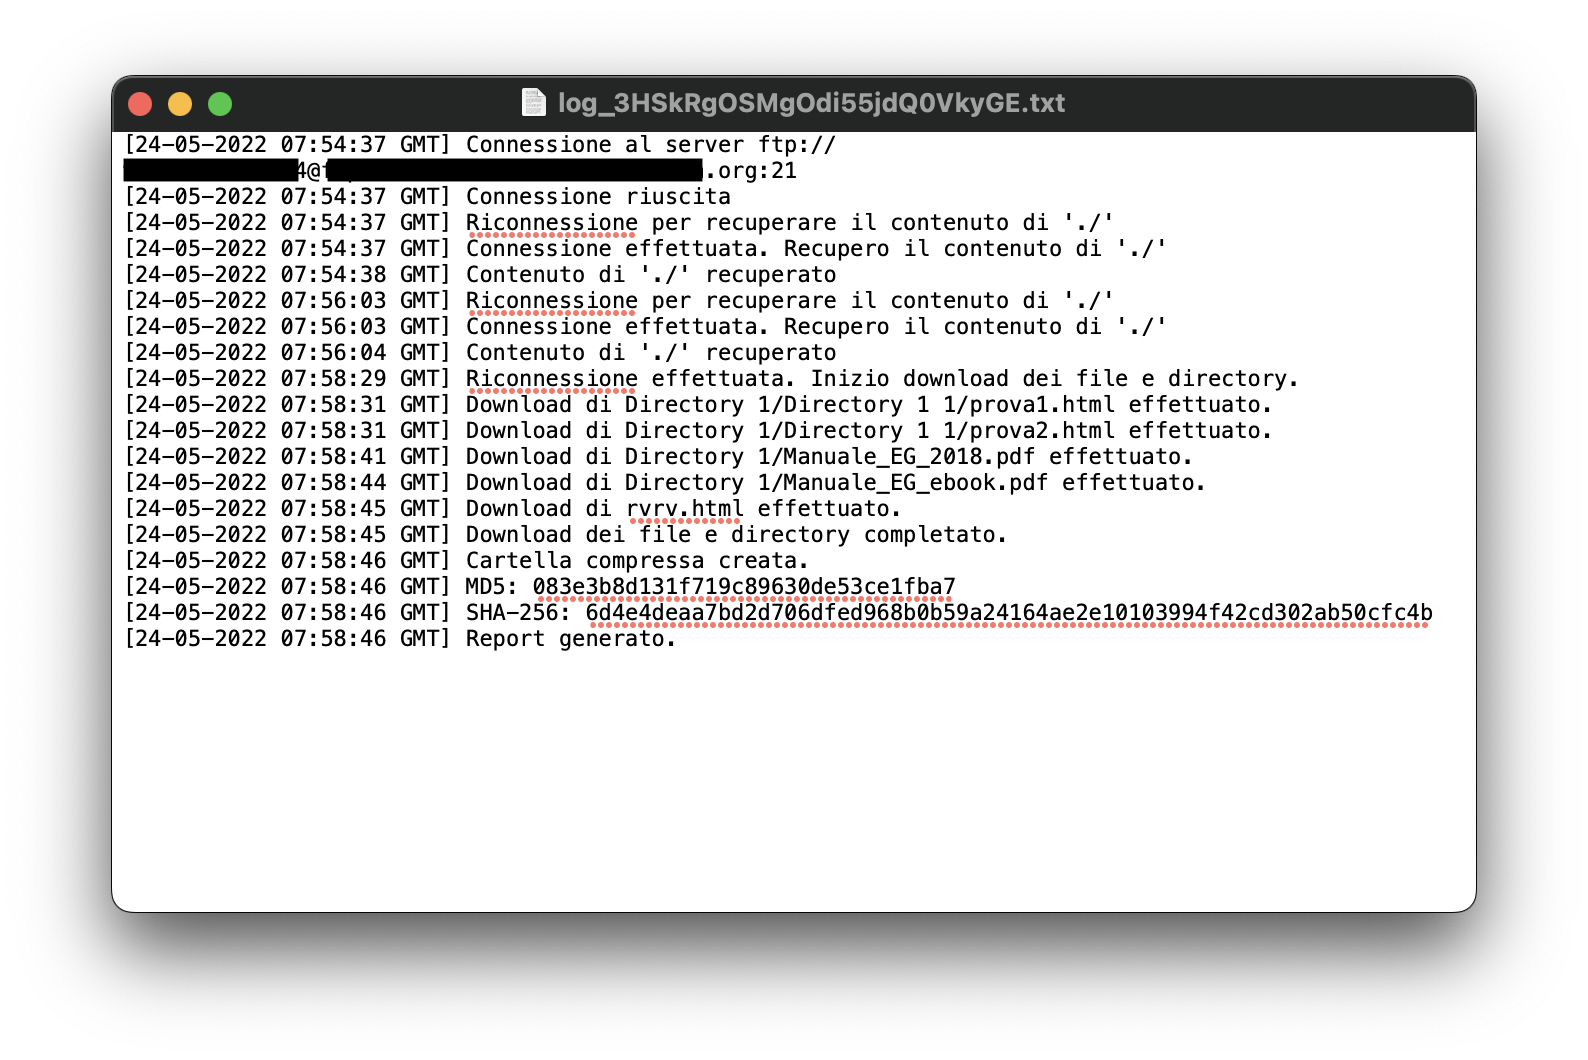 log_3HSkRgOSMgOdi55jdQ0VkyGE.txt
[24-05-2022 07:54:37 GMT] Connessione al server ftp://
4@ .org:21
[24-05-2022 07:54:37 GMT] Connessione riuscita
[24-05-2022 07:54:37 GMT] Riconnessione per recuperare il contenuto di './'
[24-05-2022 07:54:37 GMT] Connessione effettuata. Recupero il contenuto di './'
[24-05-2022 07:54:38 GMT] Contenuto di './' recuperato
[24-05-2022 07:56:03 GMT] Riconnessione per recuperare il contenuto di './'
[24-05-2022 07:56:03 GMT] Connessione effettuata. Recupero il contenuto di './'
[24-05-2022 07:56:04 GMT] Contenuto di './' recuperato
[24-05-2022 07:58:29 GMT] Riconnessione effettuata. Inizio download dei file e directory.
[24-05-2022 07:58:31 GMT] Download di Directory 1/Directory 1 1/prova1.html effettuato.
[24-05-2022 07:58:31 GMT] Download di Directory 1/Directory 1 1/prova2.html effettuato.
[24-05-2022 07:58:41 GMT] Download di Directory 1/Manuale_EG_2018.pdf effettuato.
[24-05-2022 07:58:44 GMT] Download di Directory 1/Manuale_EG_ebook.pdf effettuato.
[24-05-2022 07:58:45 GMT] Download di rvrv.html effettuato.
[24-05-2022 07:58:45 GMT] Download dei file e directory completato.
[24-05-2022 07:58:46 GMT] Cartella compressa creata.
[24-05-2022 07:58:46 GMT] MD5: 083e3b8d131f719c89630de53ce1fba7
[24-05-2022 07:58:46 GMT] SHA-256: 6d4e4deaa7bd2d706dfed968b0b59a24164ae2e10103994f42cd302ab50cfc4b
[24-05-2022 07:58:46 GMT] Report generato.